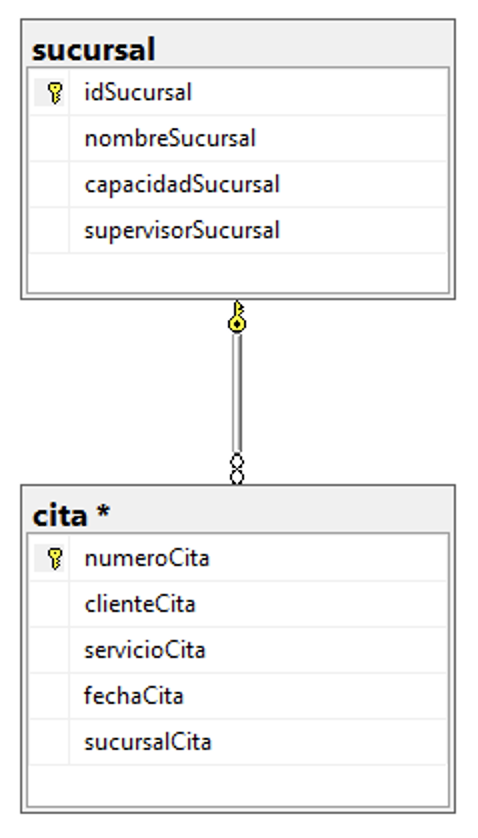 sucursal
idSucursal
nombreSucursal
capacidadSucursal
supervisorSucursal
cita *
numeroCita
clienteCita
servicioCita
fechaCita
sucursalCita